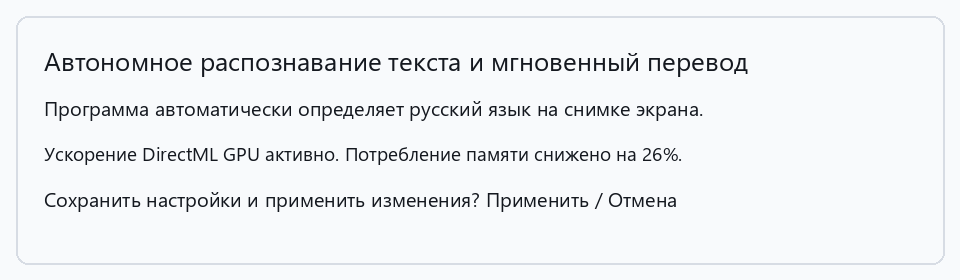 Автономное распознавание текста и мгновенный перевод
Программа автоматически определяет русский язык на снимке экрана.
Ускорение DirectML GPU активно. Потребление памяти снижено на 26%.
Сохранить настройки и применить изменения? Применить / Отмена